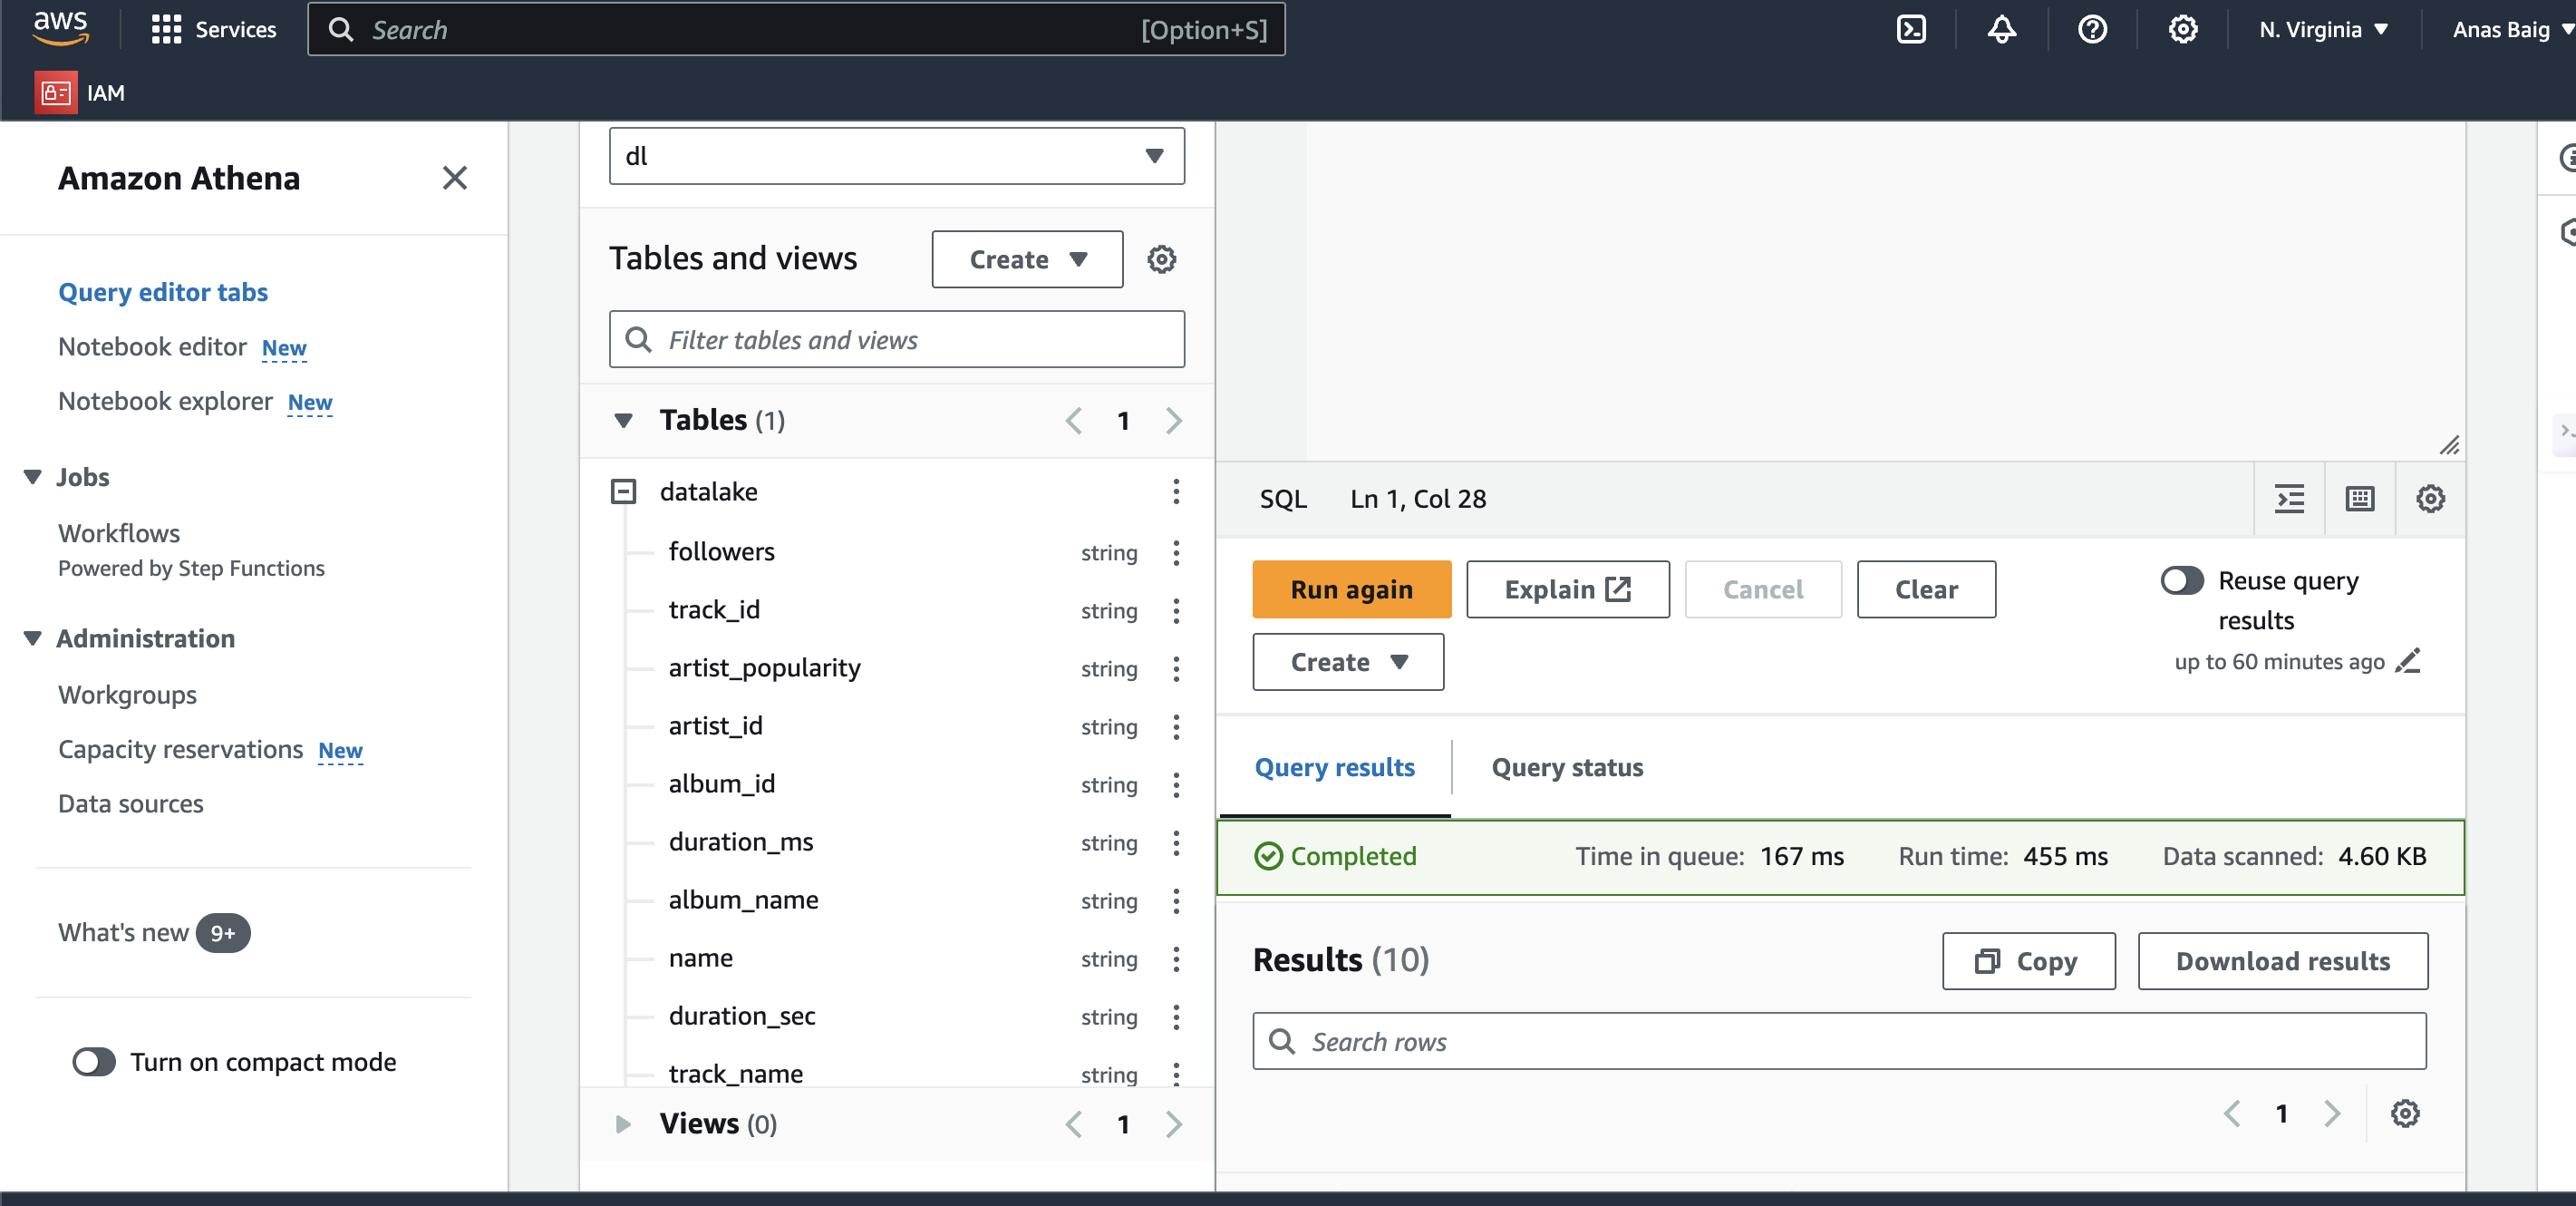 aws
Services
Search
[Option+S]
N. Virginia
Anas Baig
IAM
Amazon Athena
Query editor tabs
Notebook editor New
Notebook explorer New
Jobs
Workflows
Powered by Step Functions
Administration
Workgroups
Capacity reservations New
Data sources
What's new 9+
Turn on compact mode
dl
Tables and views
Create
Filter tables and views
Tables (1)
1
datalake
followers string
track_id string
artist_popularity string
artist_id string
album_id string
duration_ms string
album_name string
name string
duration_sec string
track_name string
Views (0)
1
SQL Ln 1, Col 28
Run again
Explain
Cancel
Clear
Create
Reuse query
results
up to 60 minutes ago
Query results
Query status
Completed
Time in queue: 167 ms
Run time: 455 ms
Data scanned: 4.60 KB
Results (10)
Copy
Download results
Search rows
1